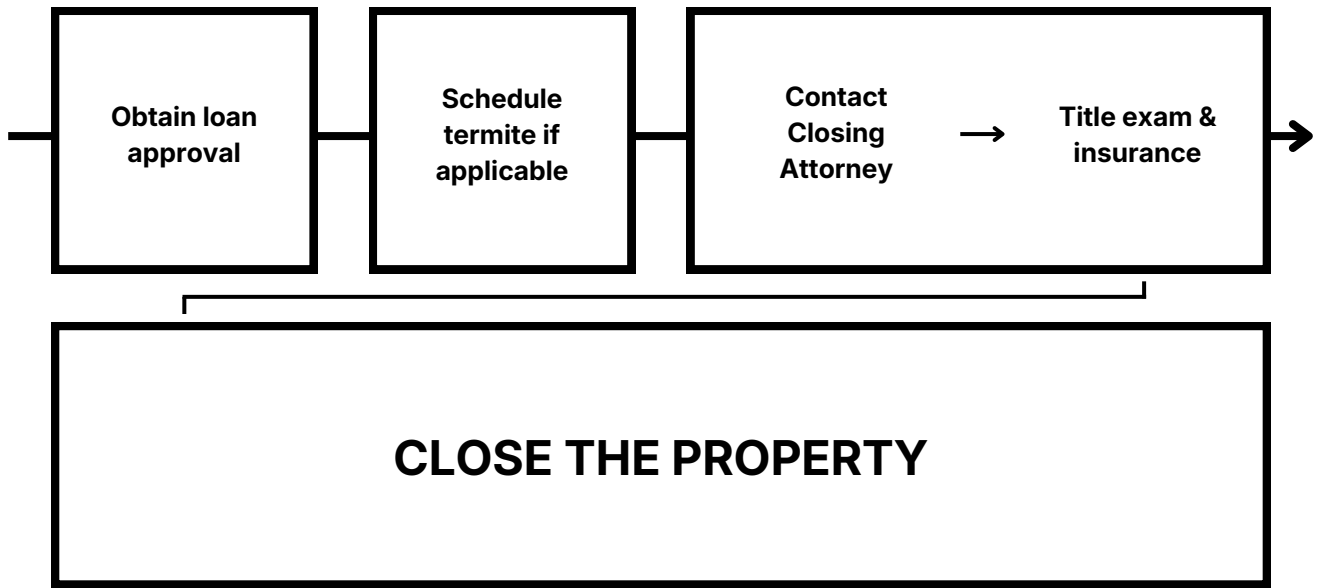 Obtain loan
approval
Schedule
termite if
applicable
Contact
Closing
Attorney
Title exam &
insurance
CLOSE THE PROPERTY